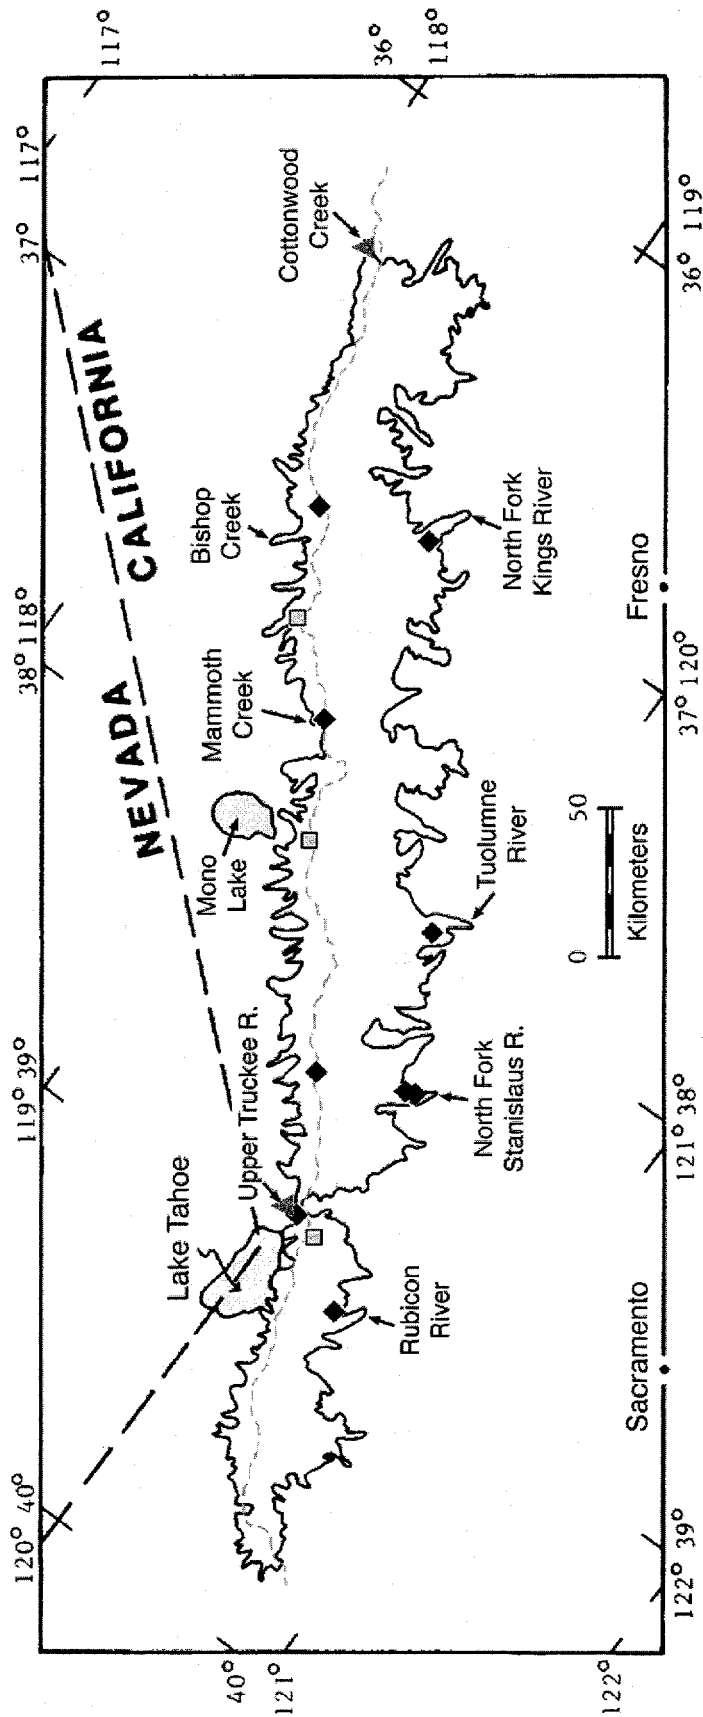 120° 40°
119° 39°
38° 118°
37°
117°
NEVADA
CALIFORNIA
Lake Tahoe
Upper Truckee R.
Mono
Lake
Mammoth
Creek
Bishop
Creek
Cottonwood
Creek
Rubicon
River
North Fork
Stanislaus R.
Tuolumne
River
North Fork
Kings River
0
50
Kilometers
Sacramento
Fresno
40°
121°
122°
117°
36°
118°
122° 39°
121° 38°
37° 120°
36° 119°